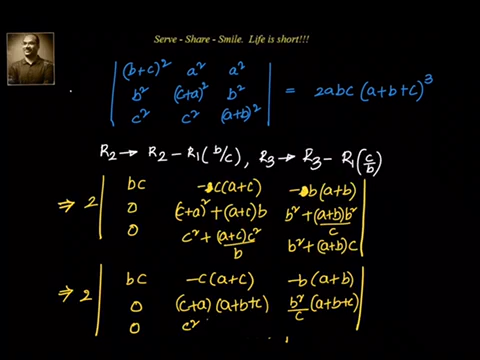 Serve - Share - Smile. Life is short!!!
| (b+c)² a² a² |
| b² (c+a)² b² | = 2abc (a+b+c)³
| c² c² (a+b)² |
R₂ → R₂ - R₁(b/c), R₃ → R₃ - R₁(c/b)
⇒ 2 | bc -c(a+c) -b(a+b) |
| 0 (c+a)² + (a+c)b b² + (a+b)b²/c |
| 0 c² + (a+c)c²/b b² + (a+b)c |
⇒ 2 | bc -c(a+c) -b(a+b) |
| 0 (c+a)(a+b+c) b²/c (a+b+c) |
| 0 c²